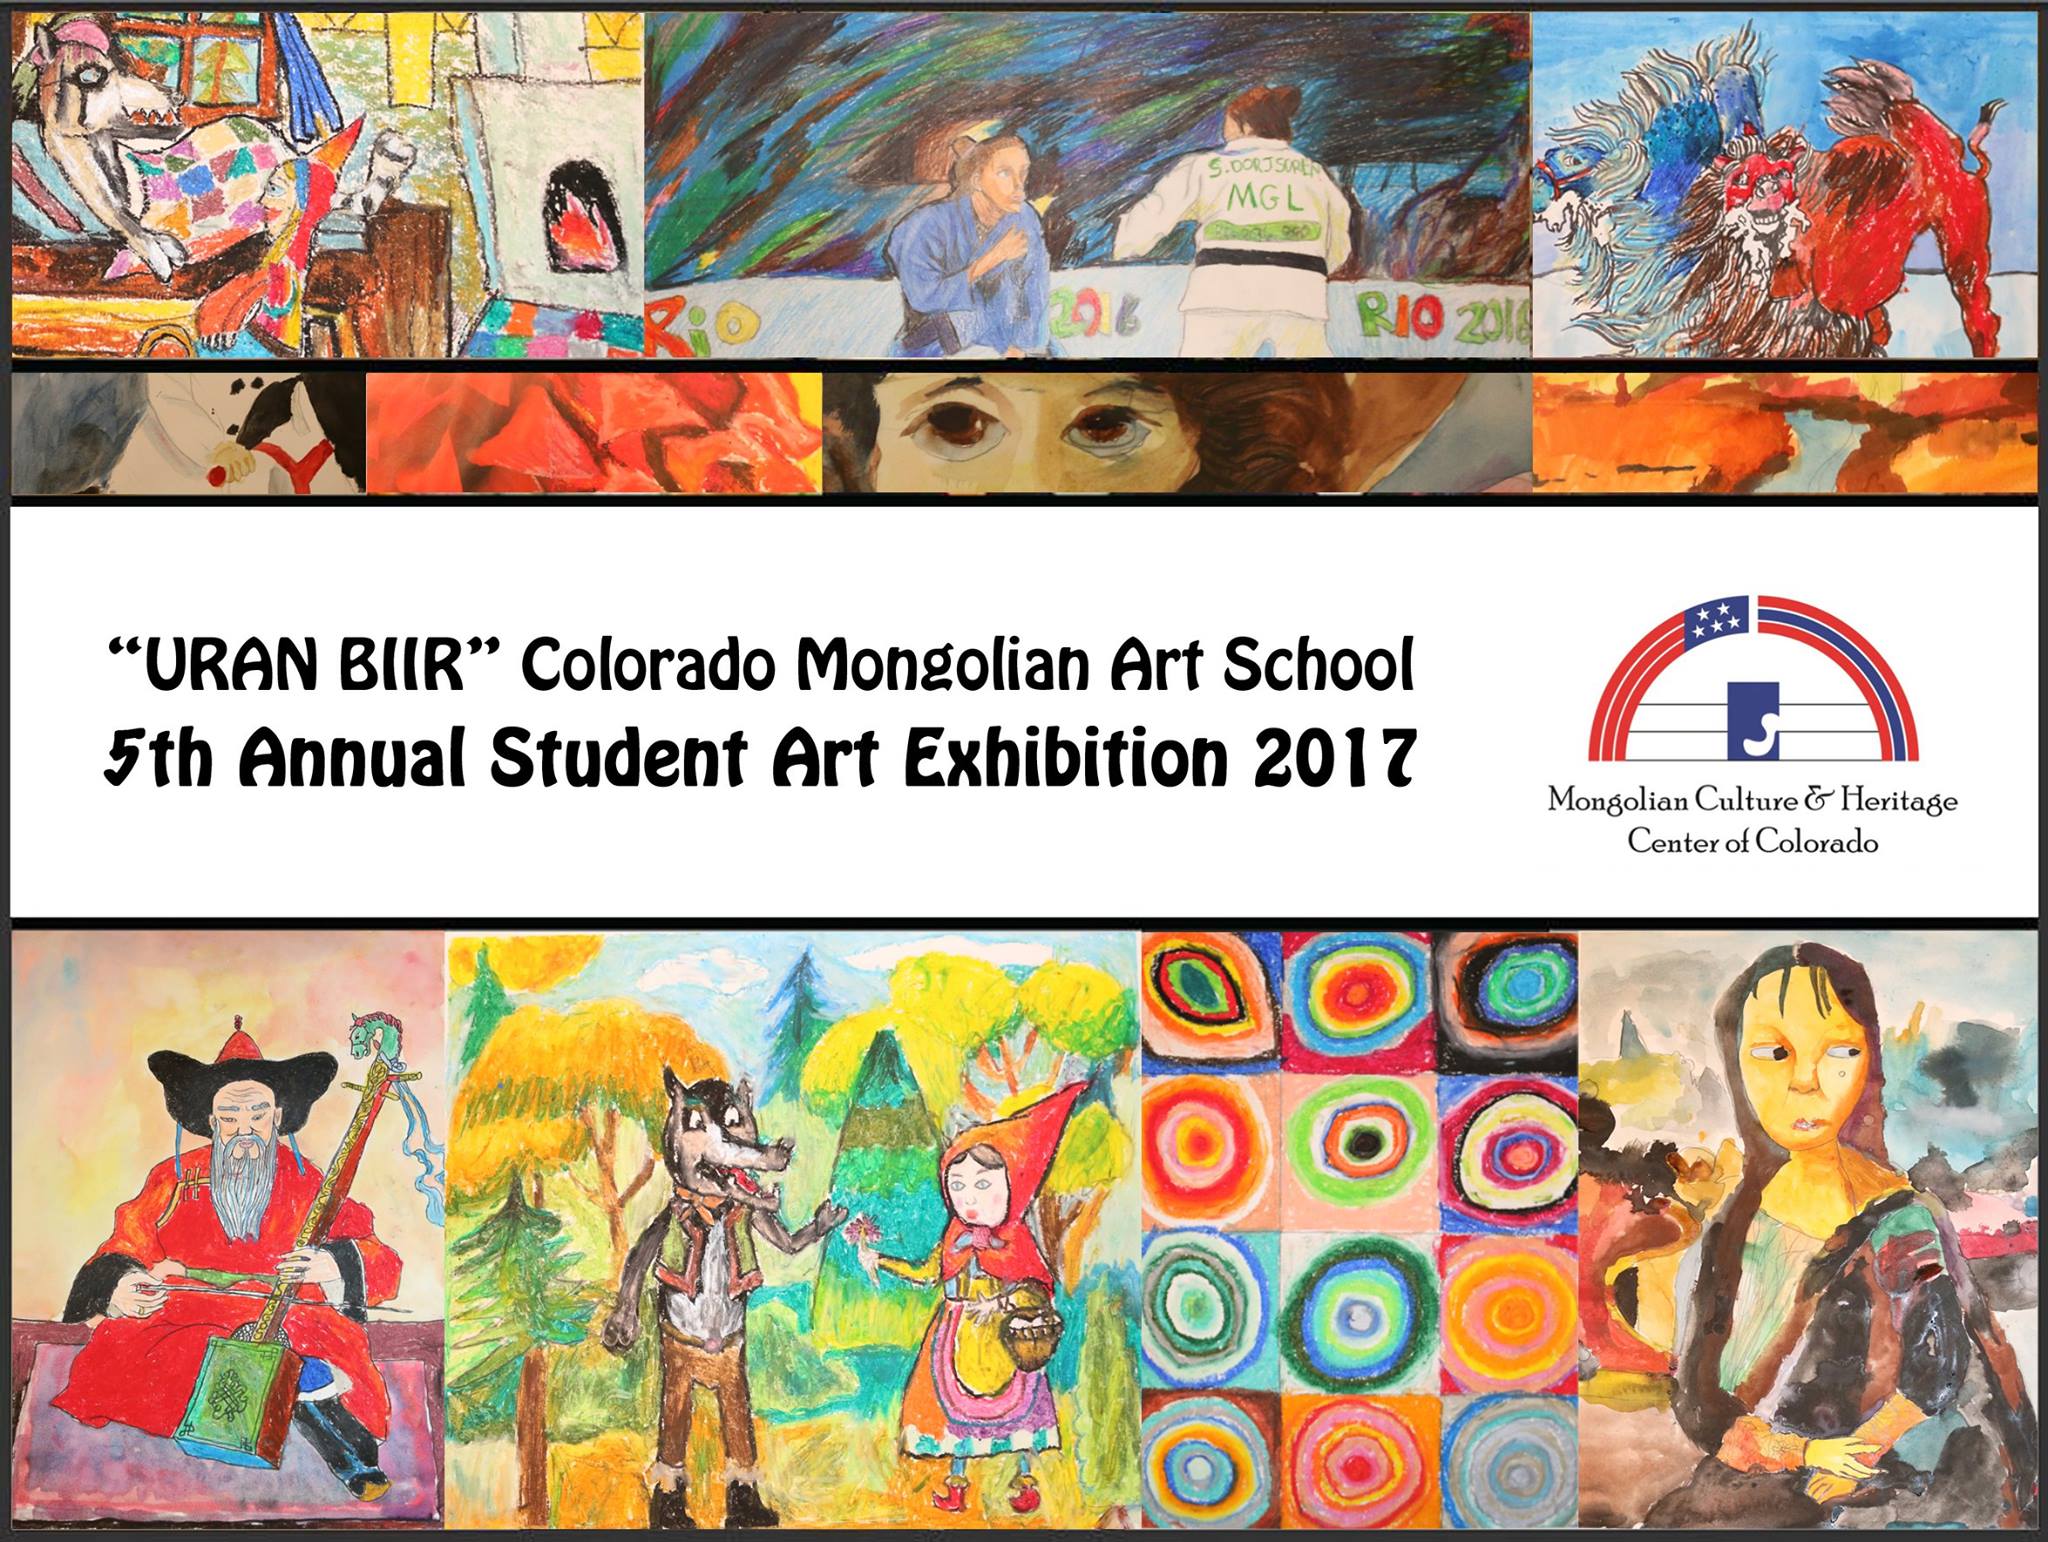 S. DORJSUREN
MGL
Rio
2016
RIO 2016
“URAN BIIR” Colorado Mongolian Art School
5th Annual Student Art Exhibition 2017
Mongolian Culture & Heritage
Center of Colorado